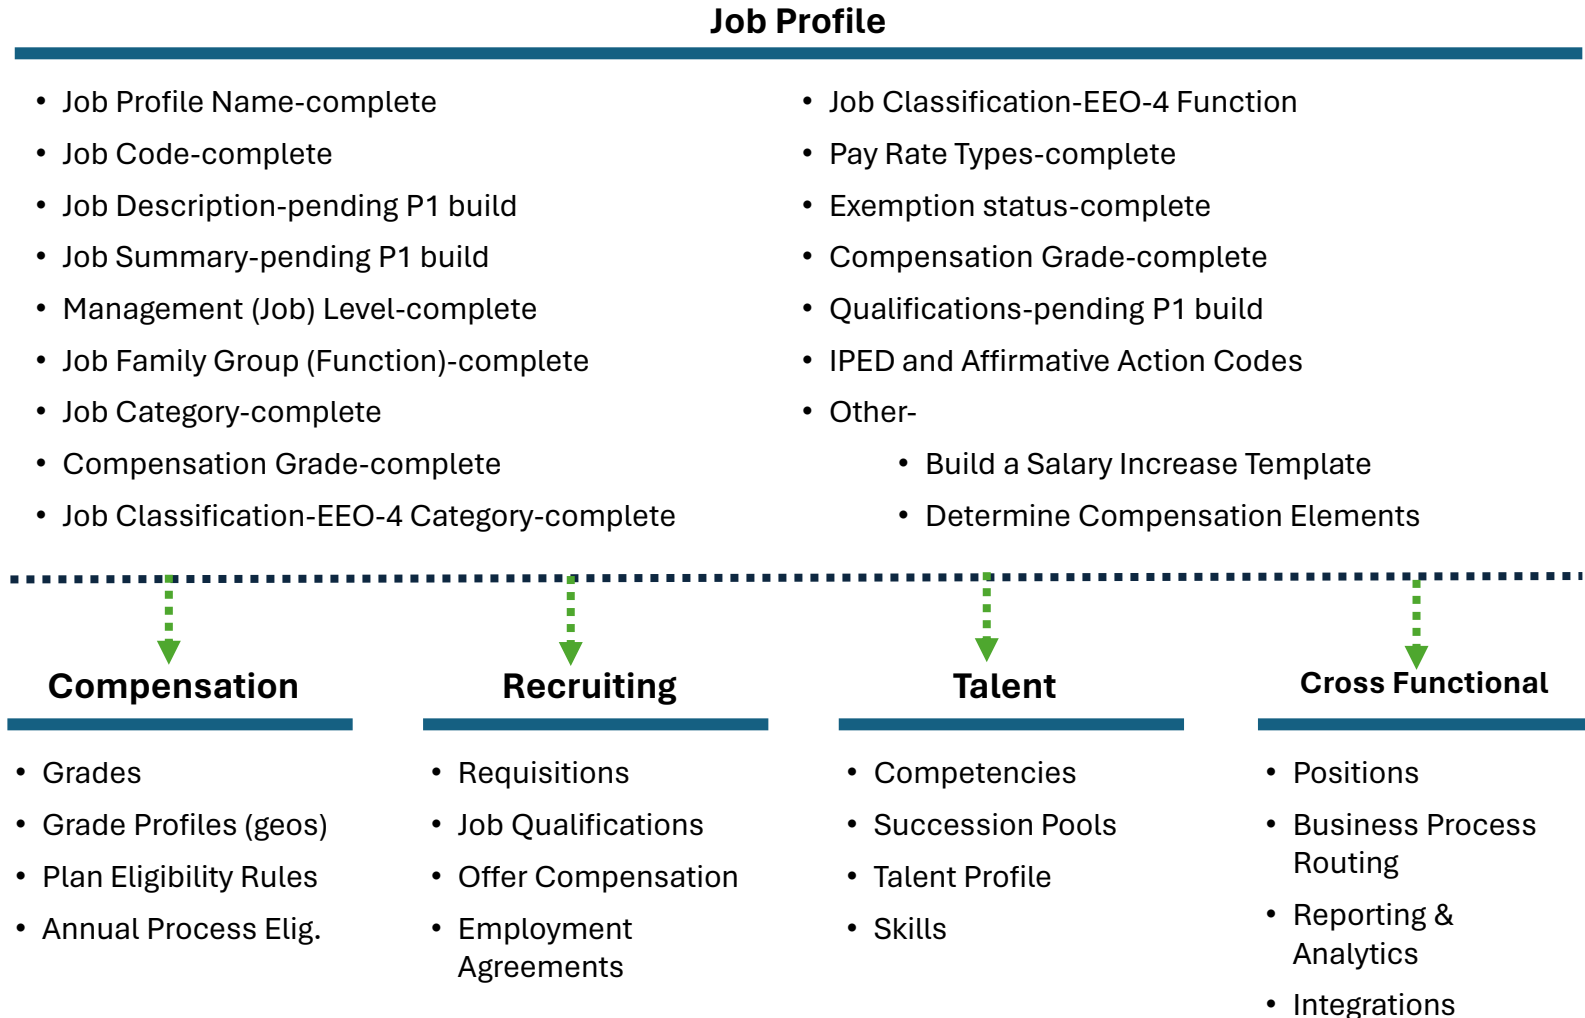 Job Profile
• Job Profile Name-complete
• Job Code-complete
• Job Description-pending P1 build
• Job Summary-pending P1 build
• Management (Job) Level-complete
• Job Family Group (Function)-complete
• Job Category-complete
• Compensation Grade-complete
• Job Classification-EEO-4 Category-complete
• Job Classification-EEO-4 Function
• Pay Rate Types-complete
• Exemption status-complete
• Compensation Grade-complete
• Qualifications-pending P1 build
• IPED and Affirmative Action Codes
• Other-
• Build a Salary Increase Template
• Determine Compensation Elements
Compensation
• Grades
• Grade Profiles (geos)
• Plan Eligibility Rules
• Annual Process Elig.
Recruiting
• Requisitions
• Job Qualifications
• Offer Compensation
• Employment
Agreements
Talent
• Competencies
• Succession Pools
• Talent Profile
• Skills
Cross Functional
• Positions
• Business Process
Routing
• Reporting &
Analytics
• Integrations